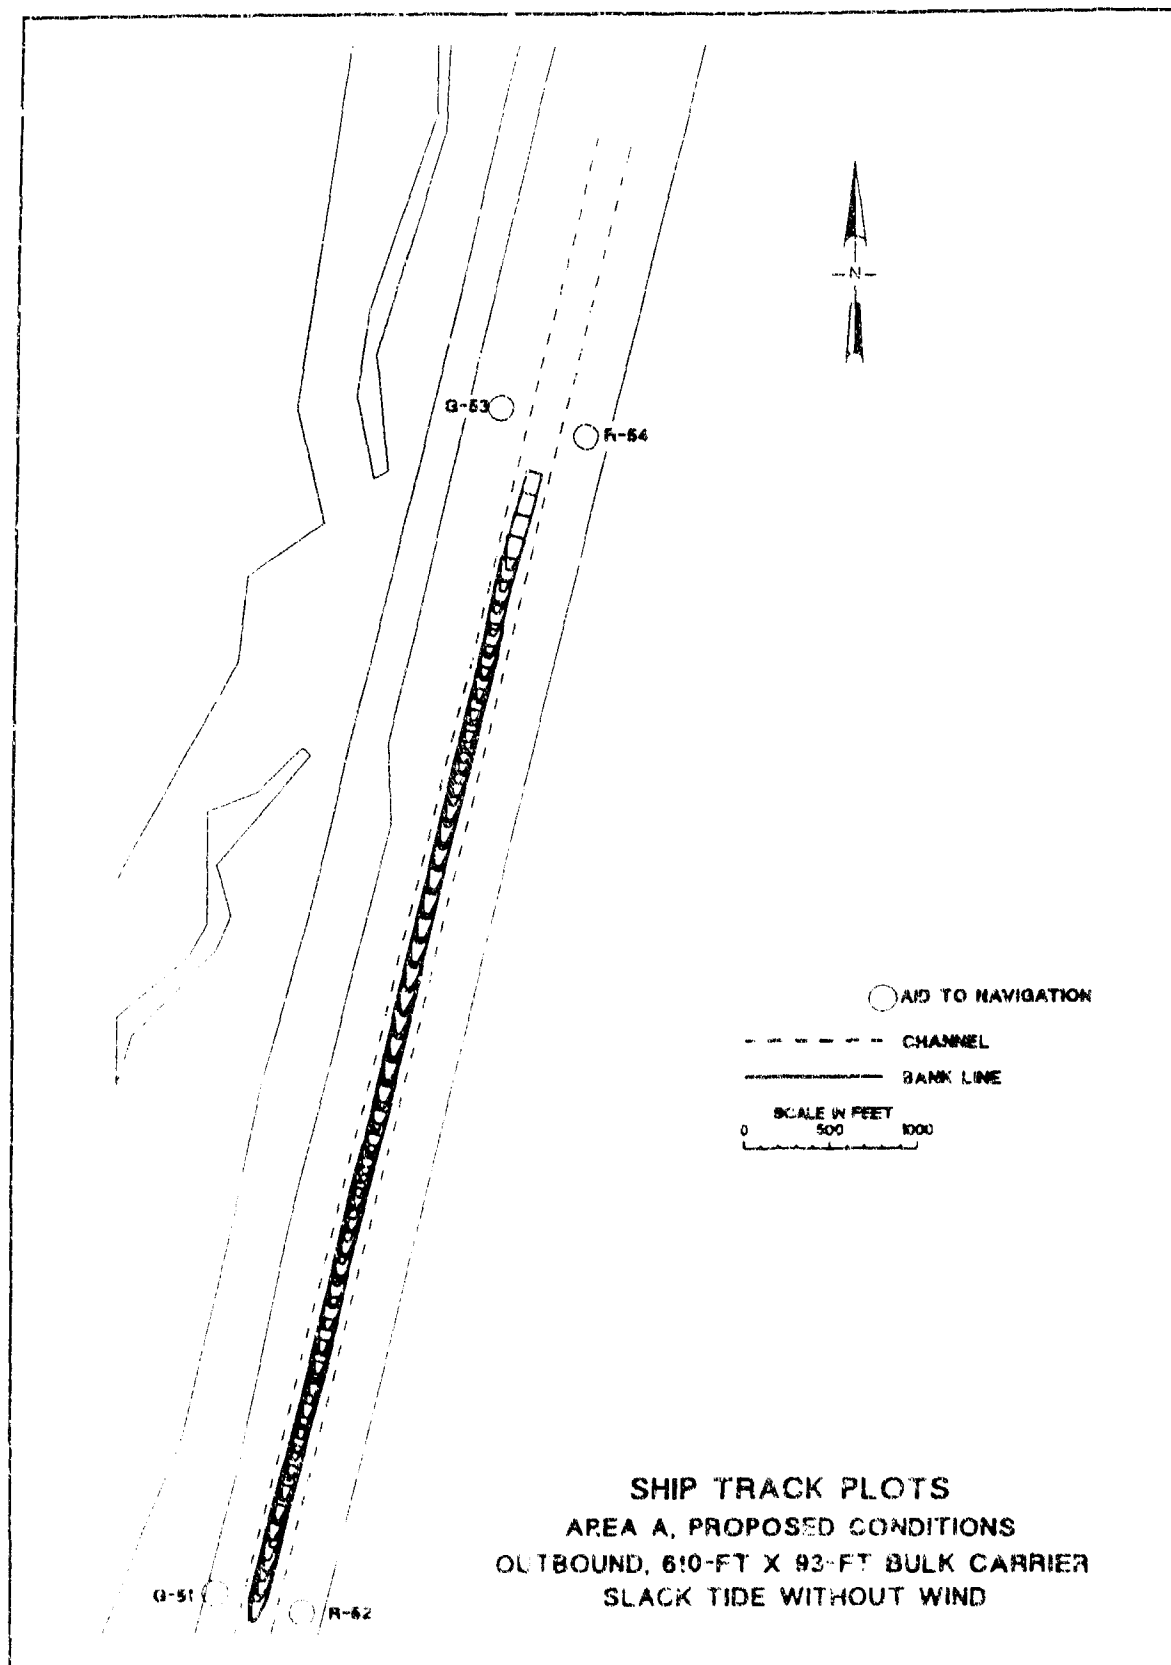 N
G-53
R-54
AID TO NAVIGATION
CHANNEL
BANK LINE
SCALE IN FEET
0 500 1000
SHIP TRACK PLOTS
AREA A, PROPOSED CONDITIONS
OUTBOUND, 610-FT X 93-FT BULK CARRIER
SLACK TIDE WITHOUT WIND
G-51
R-52